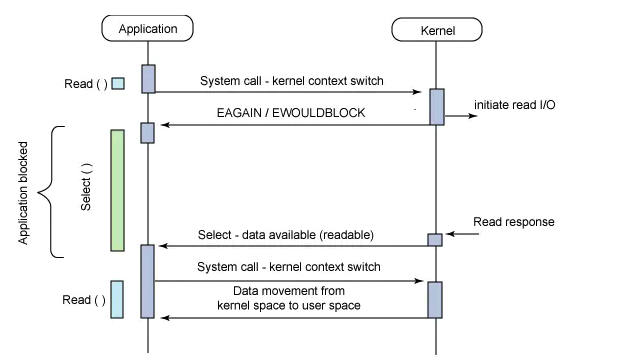 Application
Kernel
Read ( )
System call - kernel context switch
initiate read I/O
EAGAIN / EWOULDBLOCK
Application blocked
Select ( )
Read response
Select - data available (readable)
System call - kernel context switch
Read ( )
Data movement from
kernel space to user space